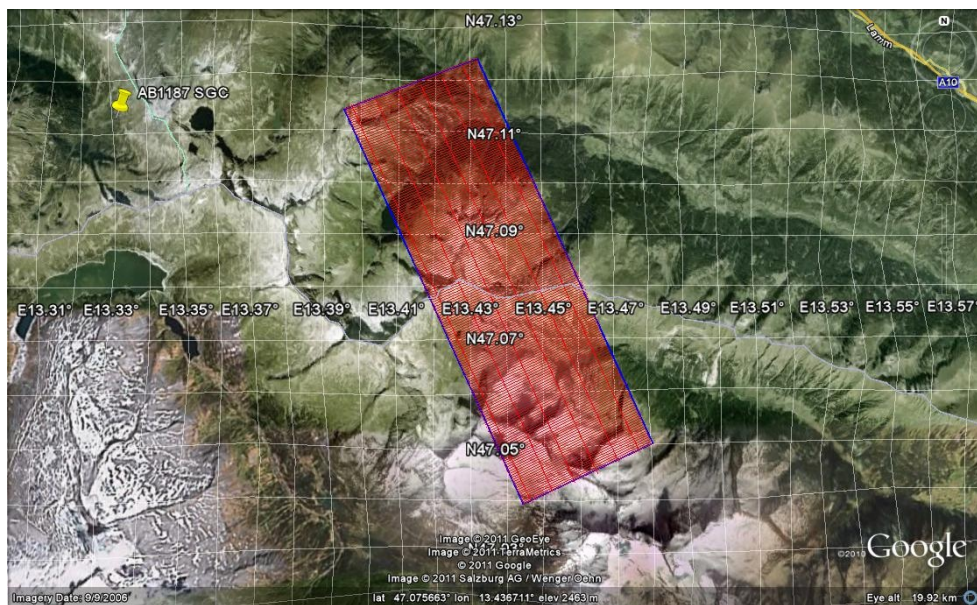 N47.13°
N
Lamm
A10
AB1187 SGC
N47.11°
N47.09°
E13.31° E13.33° E13.35° E13.37° E13.39° E13.41° E13.43° E13.45° E13.47° E13.49° E13.51° E13.53° E13.55° E13.57°
N47.07°
N47.05°
N47.03°
Image © 2011 GeoEye
Image © 2011 TerraMetrics
© 2011 Google
Image © 2011 Salzburg AG / Wenger Oehn
©2010 Google
Imagery Date: 9/9/2006 lat 47.075663° lon 13.436711° elev 2463 m Eye alt 19.92 km